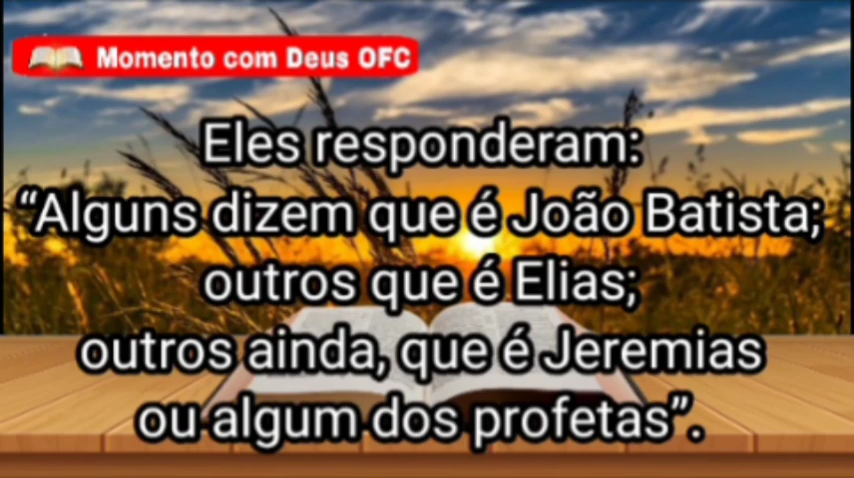 Momento com Deus OFC
Eles responderam:
“Alguns dizem que é João Batista;
outros que é Elias;
outros ainda, que é Jeremias
ou algum dos profetas”.